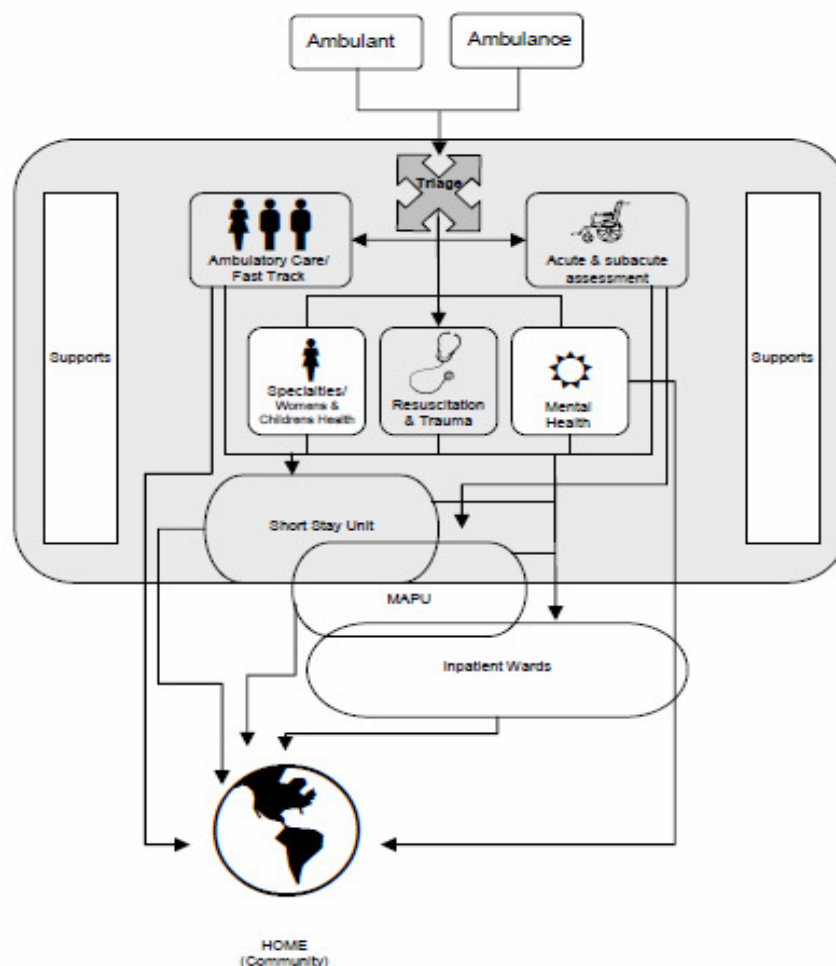 Ambulant
Ambulance
Triage
Ambulatory Care/
Fast Track
Acute & subacute
assessment
Supports
Supports
Specialties/
Womens &
Childrens Health
Resuscitation
& Trauma
Mental
Health
Short Stay Unit
MAPU
Inpatient Wards
HOME
(Community)